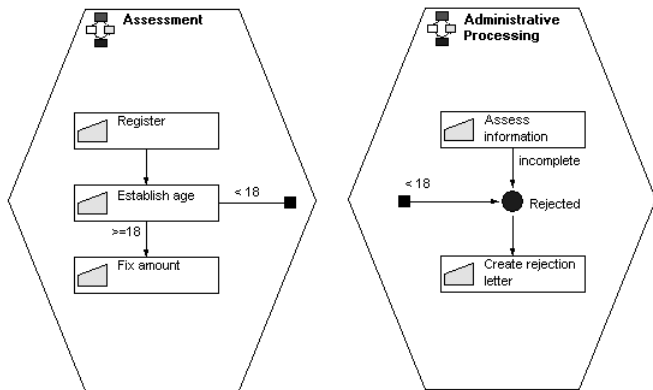 Assessment
Register
Establish age
< 18
>=18
Fix amount
Administrative
Processing
Assess
information
incomplete
< 18
Rejected
Create rejection
letter